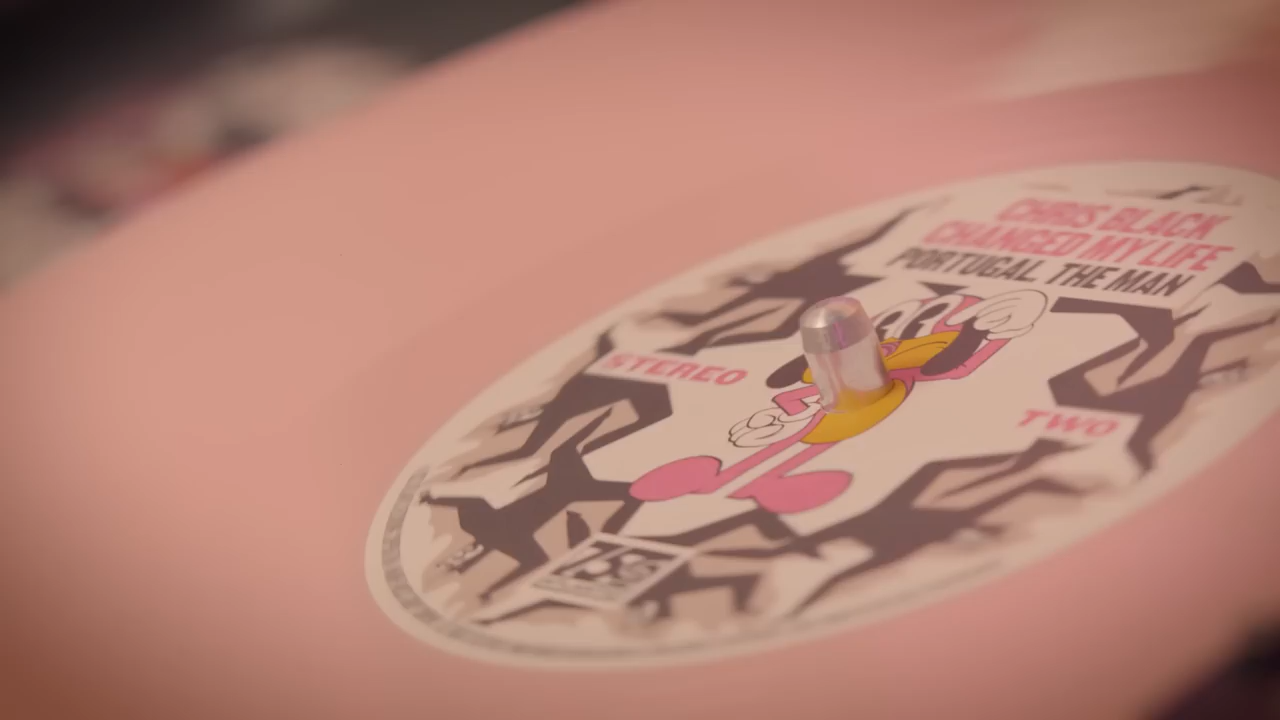 CHRIS BLACK
CHANGED MY LIFE
PORTUGAL. THE MAN
STEREO
TWO